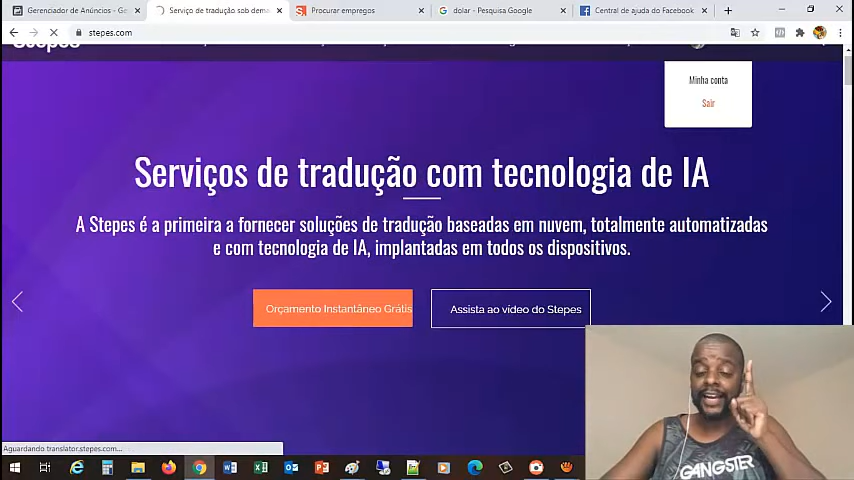 Gerenciador de Anúncios - Ge
Serviço de tradução sob dema
Procurar empregos
dolar - Pesquisa Google
Central de ajuda do Facebook
stepes.com
Stepes
Minha conta
Sair
Serviços de tradução com tecnologia de IA
A Stepes é a primeira a fornecer soluções de tradução baseadas em nuvem, totalmente automatizadas
e com tecnologia de IA, implantadas em todos os dispositivos.
Orçamento Instantâneo Grátis
Assista ao vídeo do Stepes
Aguardando translator.stepes.com...
GANGSTER